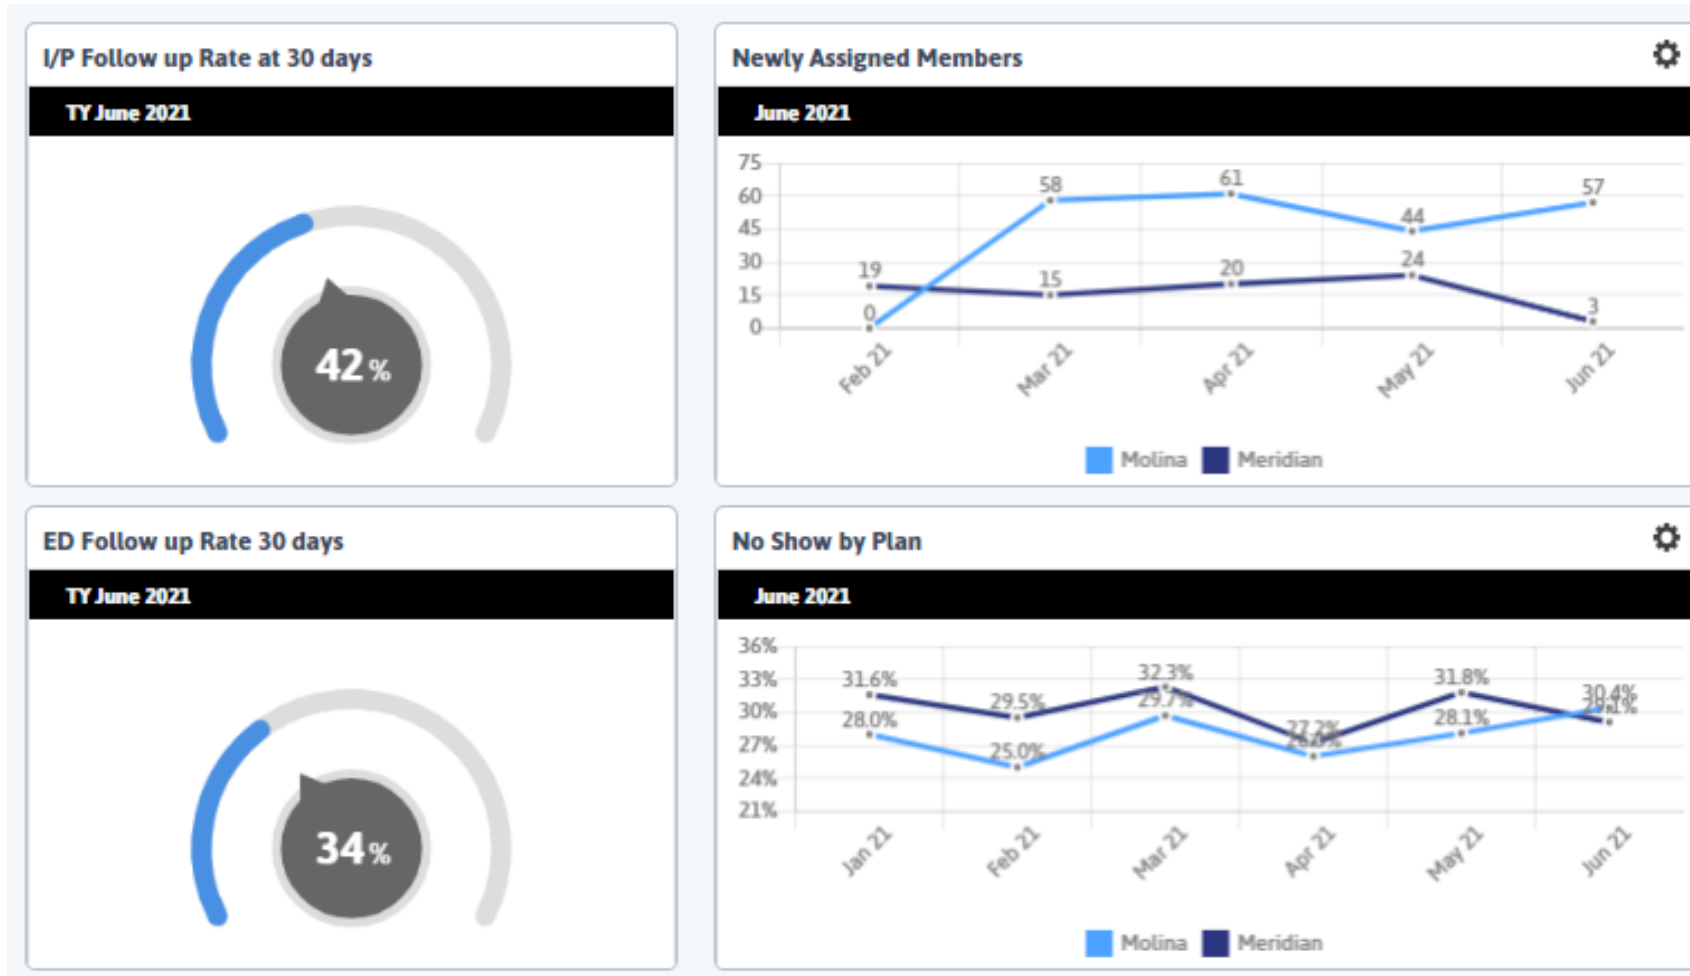 I/P Follow up Rate at 30 days
TY June 2021
42 %
Newly Assigned Members
June 2021
75
60
45
30
15
0
58
61
44
57
19
15
20
24
3
0
Feb 21
Mar 21
Apr 21
May 21
Jun 21
Molina Meridian
ED Follow up Rate 30 days
TY June 2021
34 %
No Show by Plan
June 2021
36%
33%
30%
27%
24%
21%
31.6%
29.5%
32.3%
27.2%
31.8%
28.0%
25.0%
29.7%
28.1%
30.4%
Jan 21
Feb 21
Mar 21
Apr 21
May 21
Jun 21
Molina Meridian